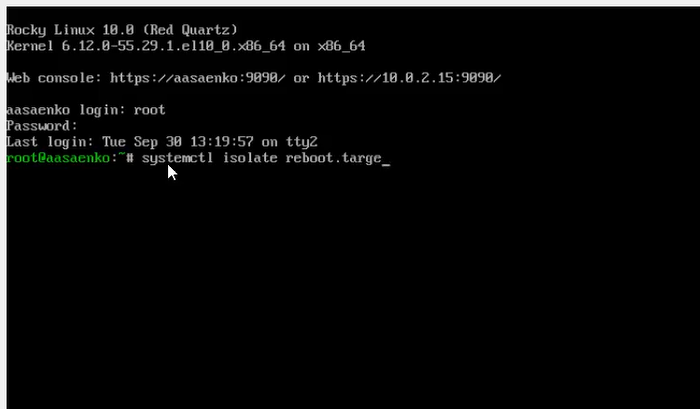 Rocky Linux 10.0 (Red Quartz)
Kernel 6.12.0-55.29.1.el10_0.x86_64 on x86_64
Web console: https://aasaenko:9090/ or https://10.0.2.15:9090/
aasaenko login: root
Password:
Last login: Tue Sep 30 13:19:57 on tty2
root@aasaenko:~# systemctl isolate reboot.targe_